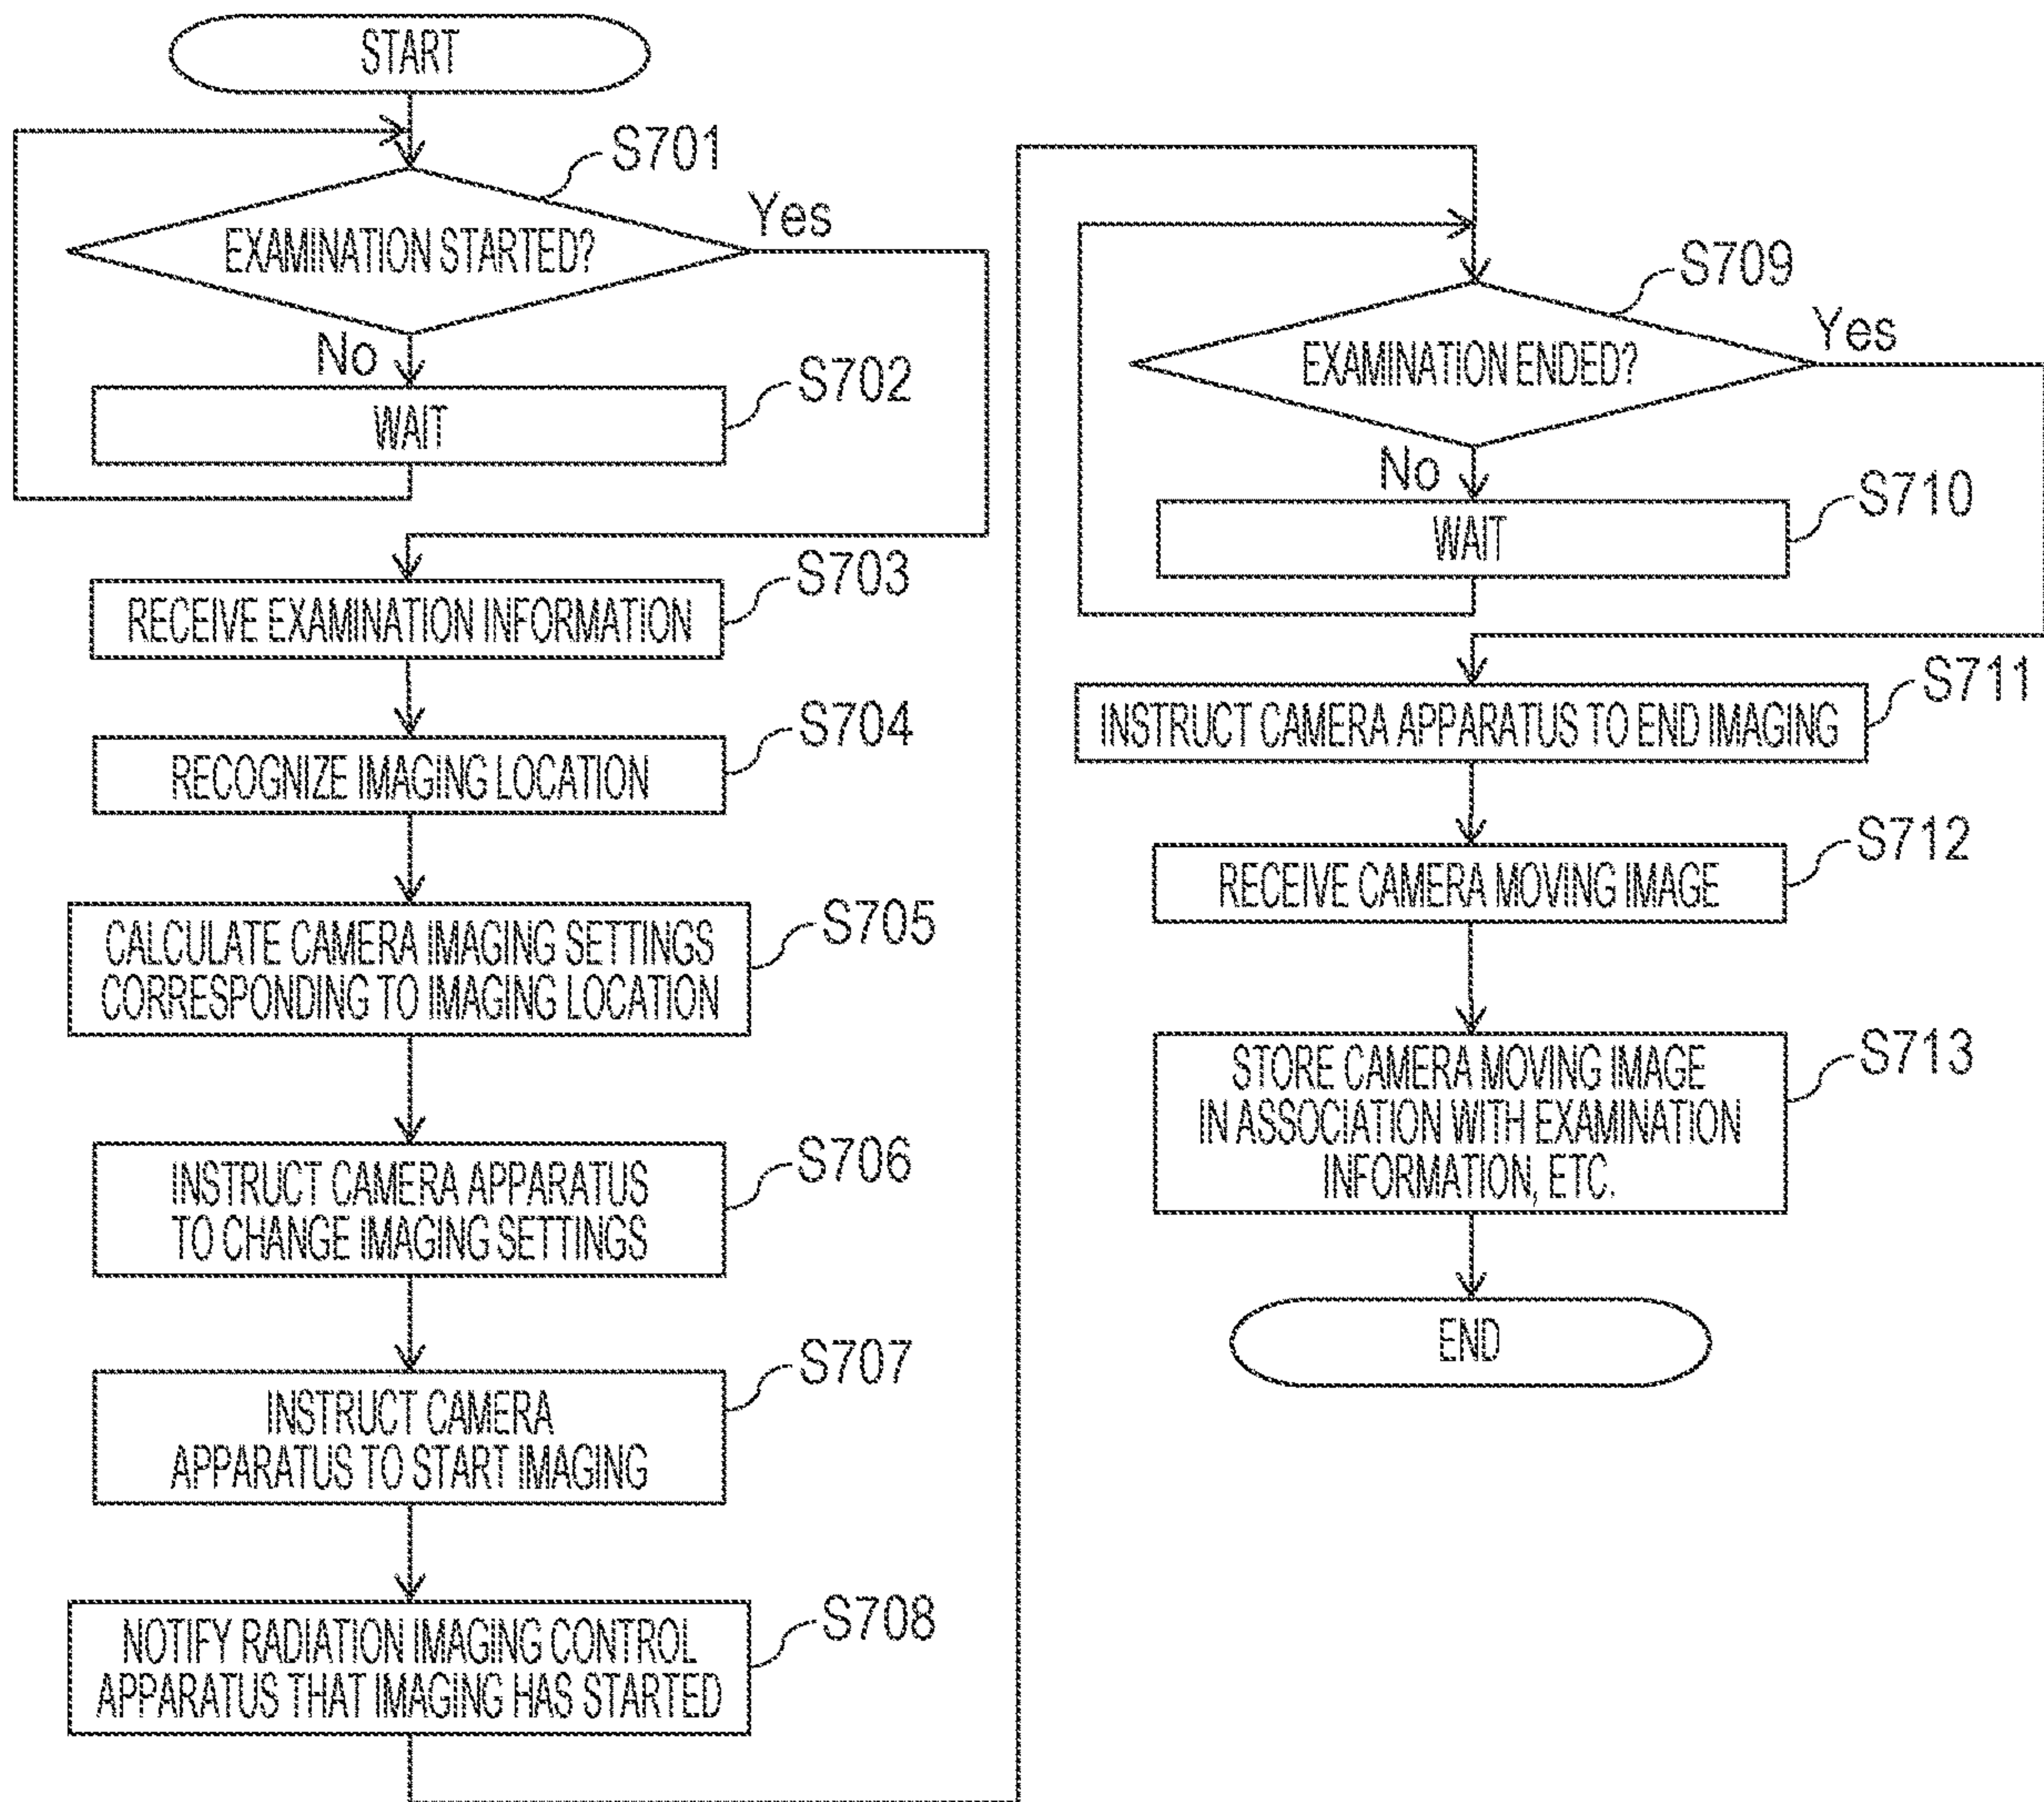 START
S701
EXAMINATION STARTED?
Yes
No
S702
WAIT
S703
RECEIVE EXAMINATION INFORMATION
S704
RECOGNIZE IMAGING LOCATION
S705
CALCULATE CAMERA IMAGING SETTINGS
CORRESPONDING TO IMAGING LOCATION
S706
INSTRUCT CAMERA APPARATUS
TO CHANGE IMAGING SETTINGS
S707
INSTRUCT CAMERA
APPARATUS TO START IMAGING
S708
NOTIFY RADIATION IMAGING CONTROL
APPARATUS THAT IMAGING HAS STARTED
S709
EXAMINATION ENDED?
Yes
No
S710
WAIT
S711
INSTRUCT CAMERA APPARATUS TO END IMAGING
S712
RECEIVE CAMERA MOVING IMAGE
S713
STORE CAMERA MOVING IMAGE
IN ASSOCIATION WITH EXAMINATION
INFORMATION, ETC.
END